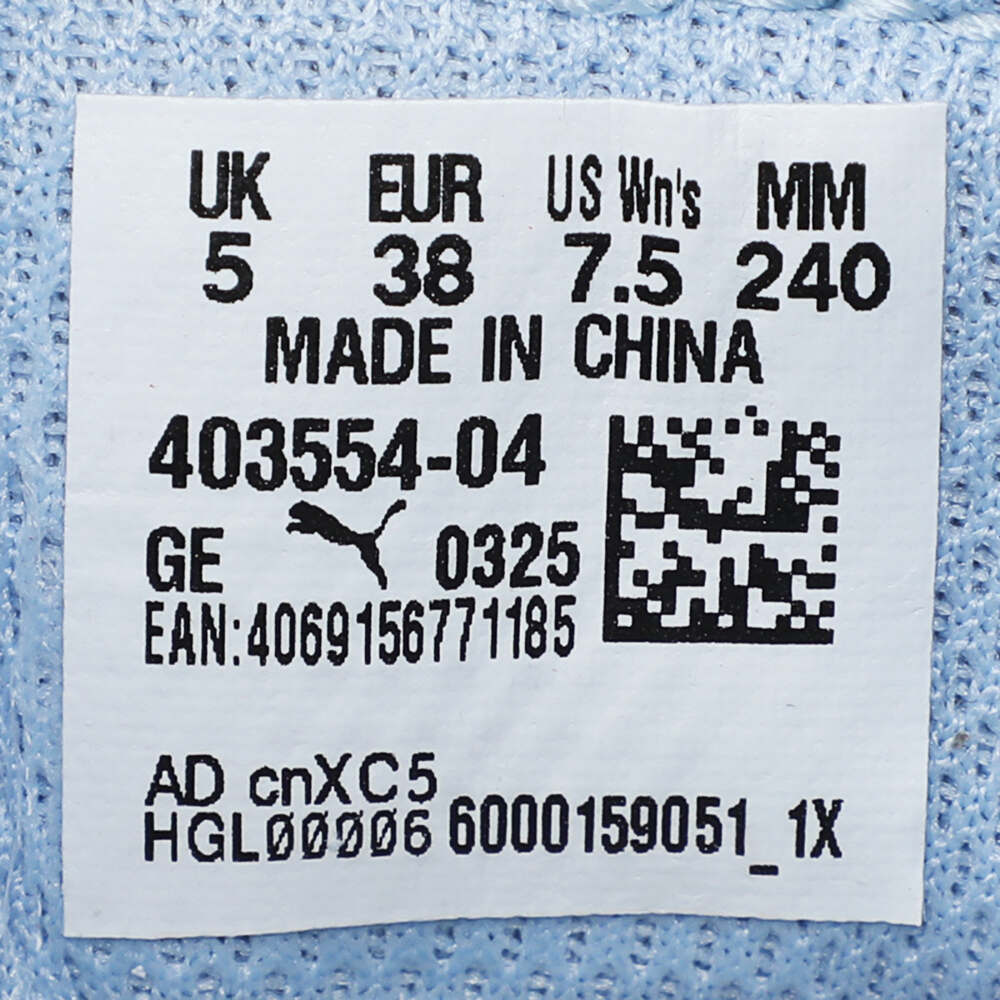 UK EUR US Wn's MM
5 38 7.5 240
MADE IN CHINA
403554-04
GE 0325
EAN:4069156771185
AD cnXC5
HGL00006 6000159051_1X